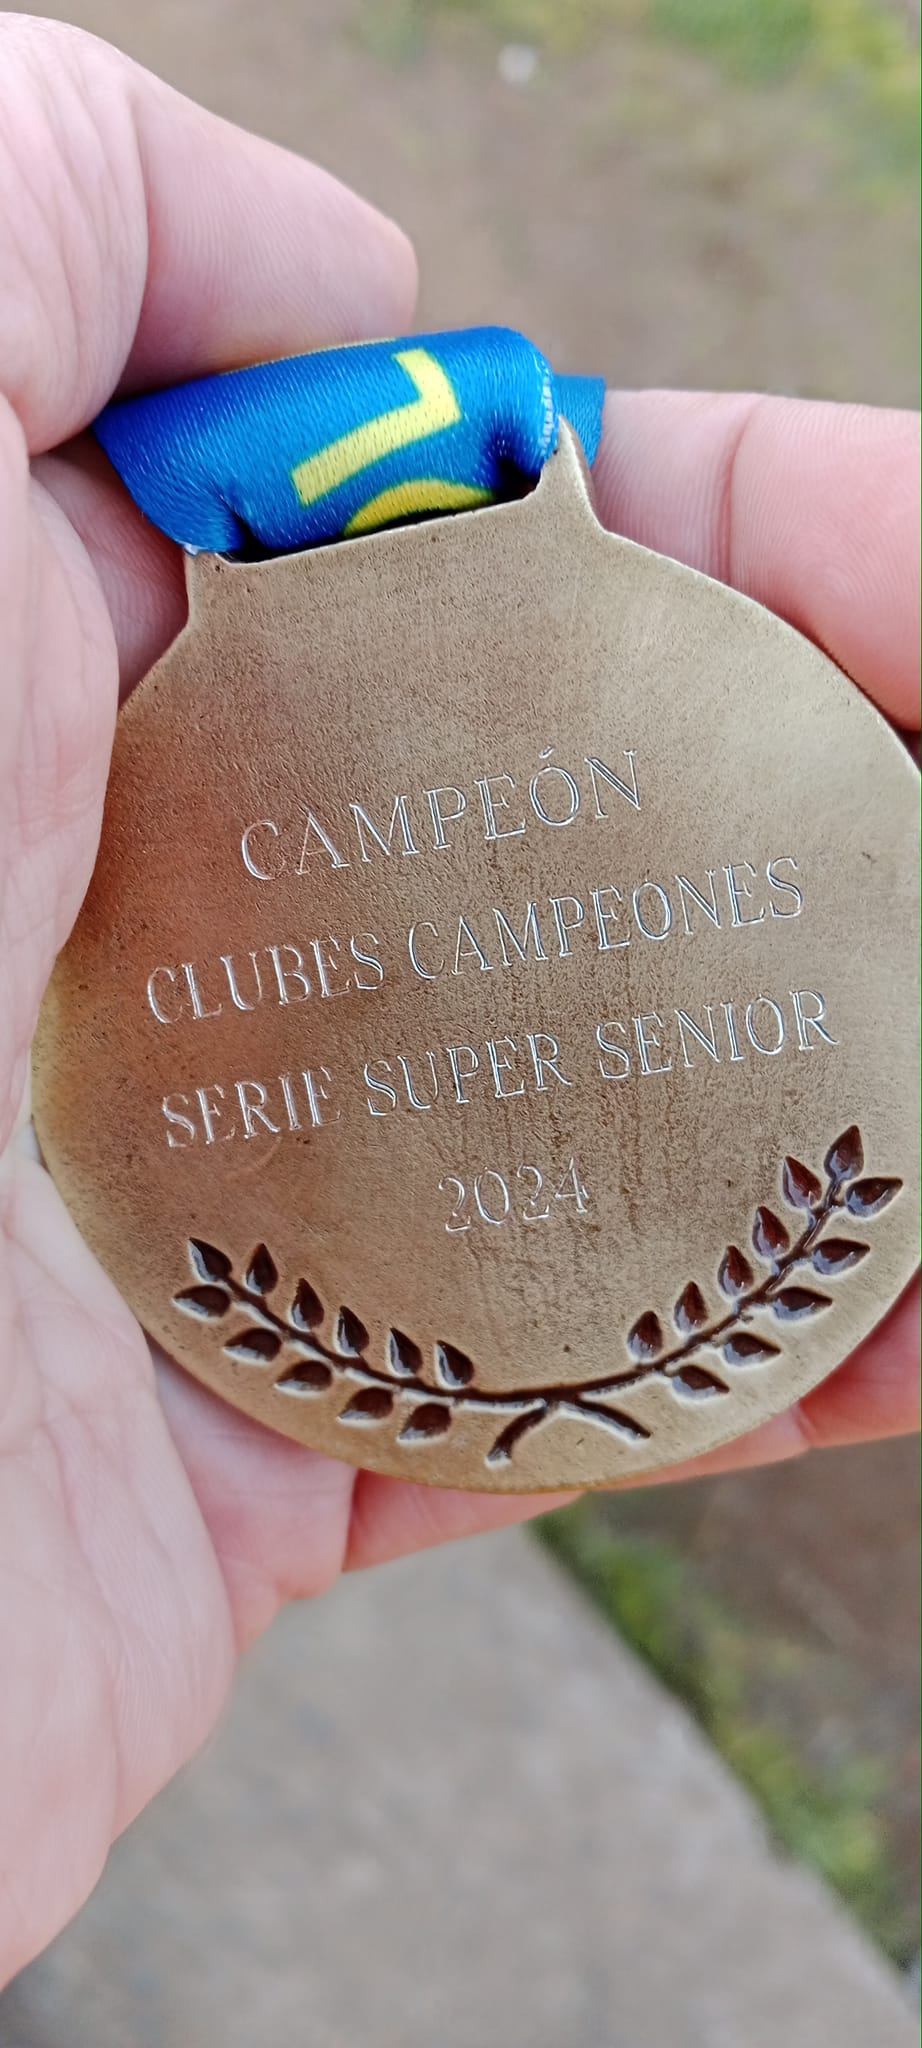 CAMPEÓN
CLUBES CAMPEONES
SERIE SUPER SENIOR
2024